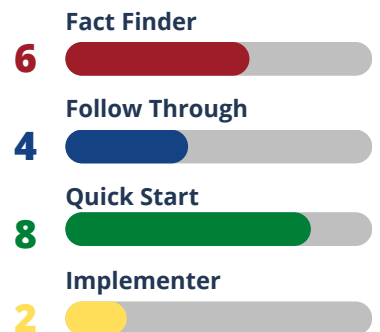 Fact Finder
6
Follow Through
4
Quick Start
8
Implementer
2